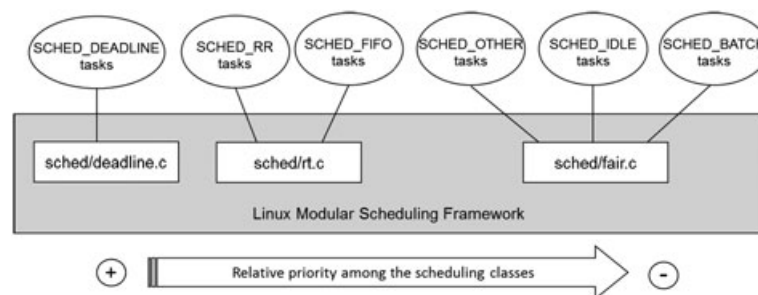 SCHED_DEADLINE
tasks
SCHED_RR
tasks
SCHED_FIFO
tasks
SCHED_OTHER
tasks
SCHED_IDLE
tasks
SCHED_BATCH
tasks
sched/deadline.c
sched/rt.c
sched/fair.c
Linux Modular Scheduling Framework
+
Relative priority among the scheduling classes
-